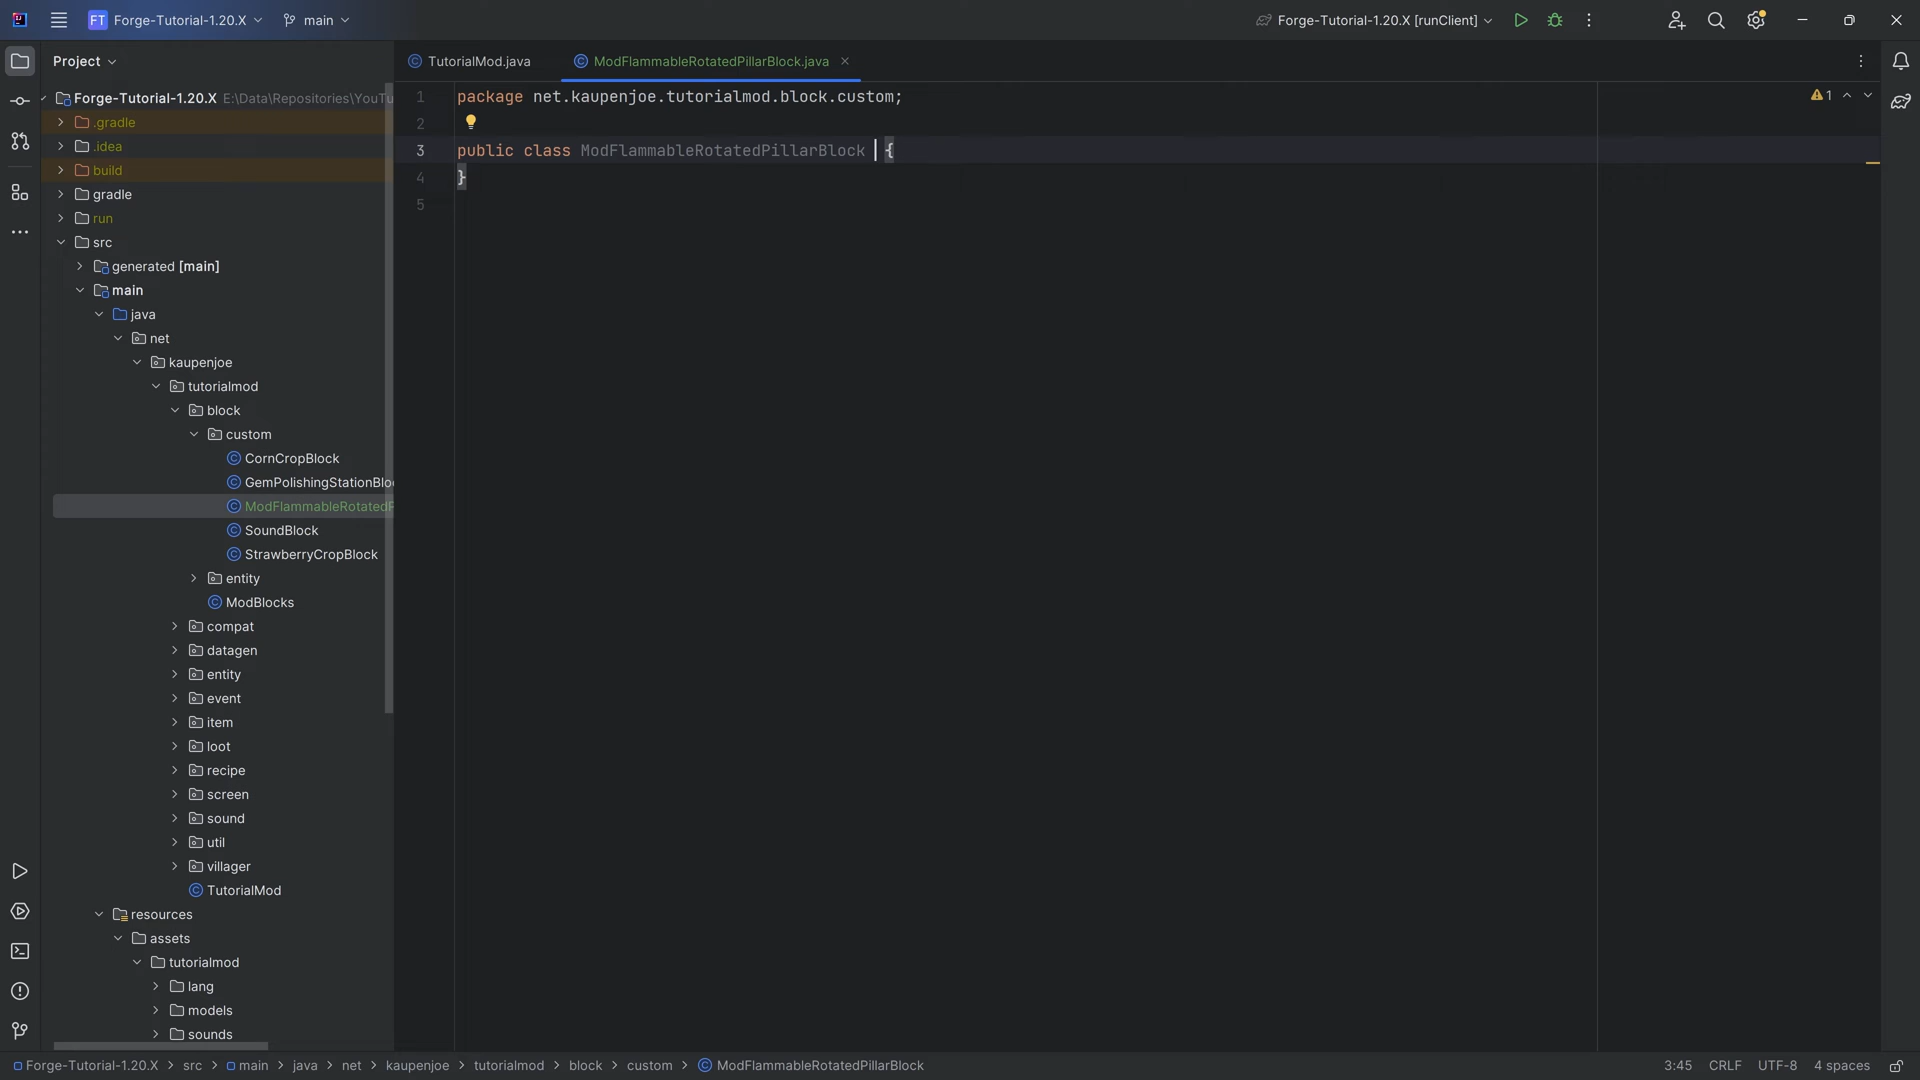 FT Forge-Tutorial-1.20.X main Forge-Tutorial-1.20.X [runClient]
Project TutorialMod.java ModFlammableRotatedPillarBlock.java
Forge-Tutorial-1.20.X E:\Data\Repositories\YouTu
.gradle
.idea
build
gradle
run
src
generated [main]
main
java
net
kaupenjoe
tutorialmod
block
custom
CornCropBlock
GemPolishingStationBloc
ModFlammableRotatedP
SoundBlock
StrawberryCropBlock
entity
ModBlocks
compat
datagen
entity
event
item
loot
recipe
screen
sound
util
villager
TutorialMod
resources
assets
tutorialmod
lang
models
sounds
1 package net.kaupenjoe.tutorialmod.block.custom; 1
2
3 public class ModFlammableRotatedPillarBlock {
4 }
5
Forge-Tutorial-1.20.X > src > main > java > net > kaupenjoe > tutorialmod > block > custom > ModFlammableRotatedPillarBlock 3:45 CRLF UTF-8 4 spaces